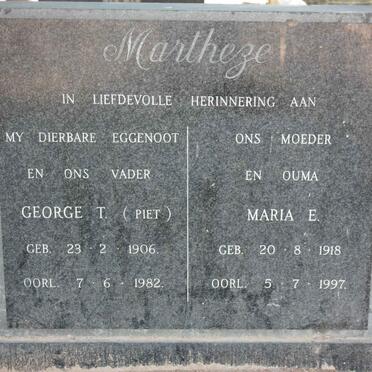 Martheze
IN LIEFDEVOLLE HERINNERING AAN
MY DIERBARE EGGENOOT
EN ONS VADER
GEORGE T. (PIET)
GEB. 23-2-1906.
OORL. 7-6-1982.
ONS MOEDER
EN OUMA
MARIA E.
GEB. 20-8-1918
OORL. 5-7-1997.